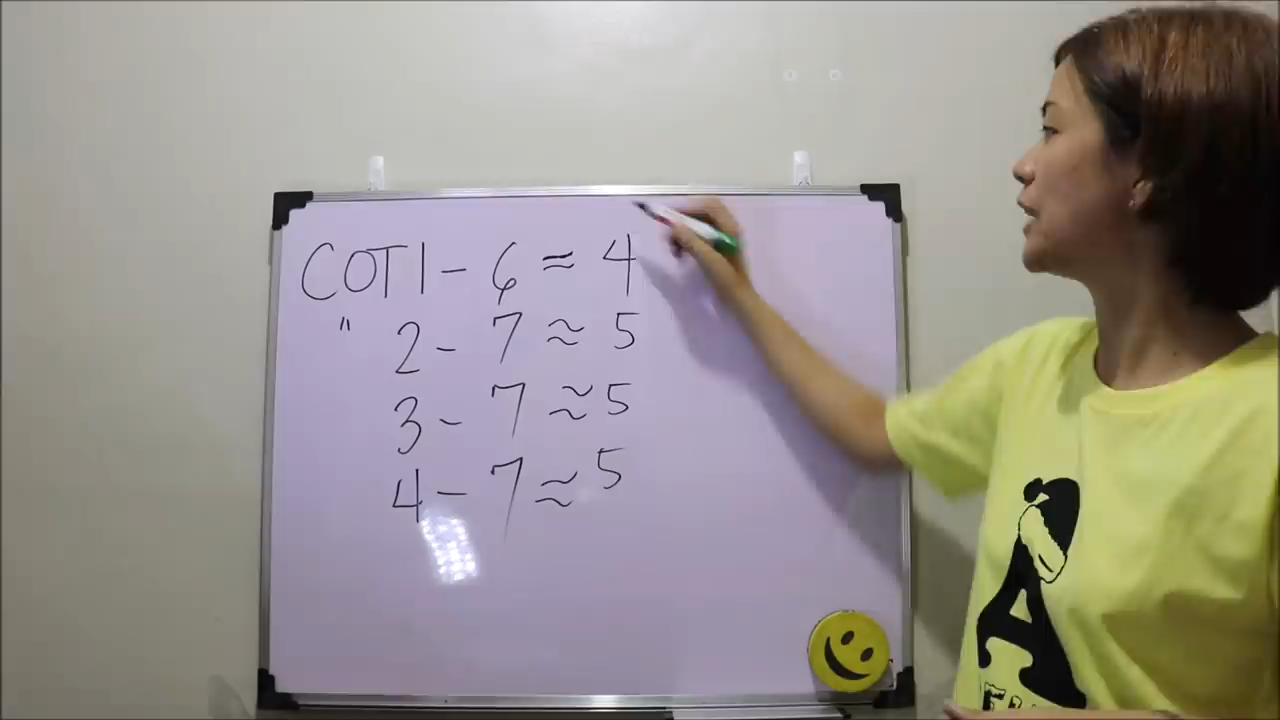 COT1 - 6 ≈ 4
" 2 - 7 ≈ 5
3 - 7 ≈ 5
4 - 7 ≈ 5
A